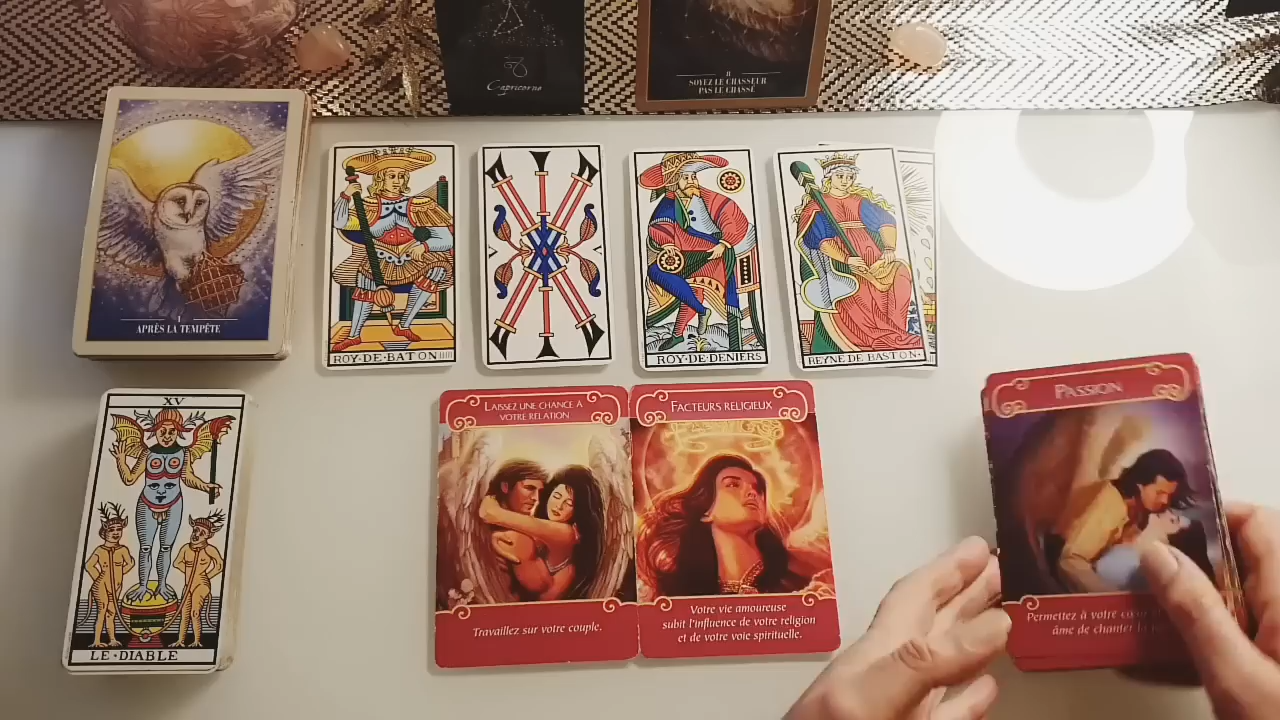 Capricorne
II
SOYEZ LE CHASSEUR
PAS LE CHASSÉ
I
APRÈS LA TEMPÊTE
ROY·DE·BATON
ROY·DE·DENIERS
REYNE DE BASTON·
XV
LE·DIABLE
LAISSEZ UNE CHANCE À
VOTRE RELATION
Travaillez sur votre couple.
FACTEURS RELIGIEUX
Votre vie amoureuse
subit l'influence de votre religion
et de votre voie spirituelle.
PASSION
Permettez à votre
âme de chanter